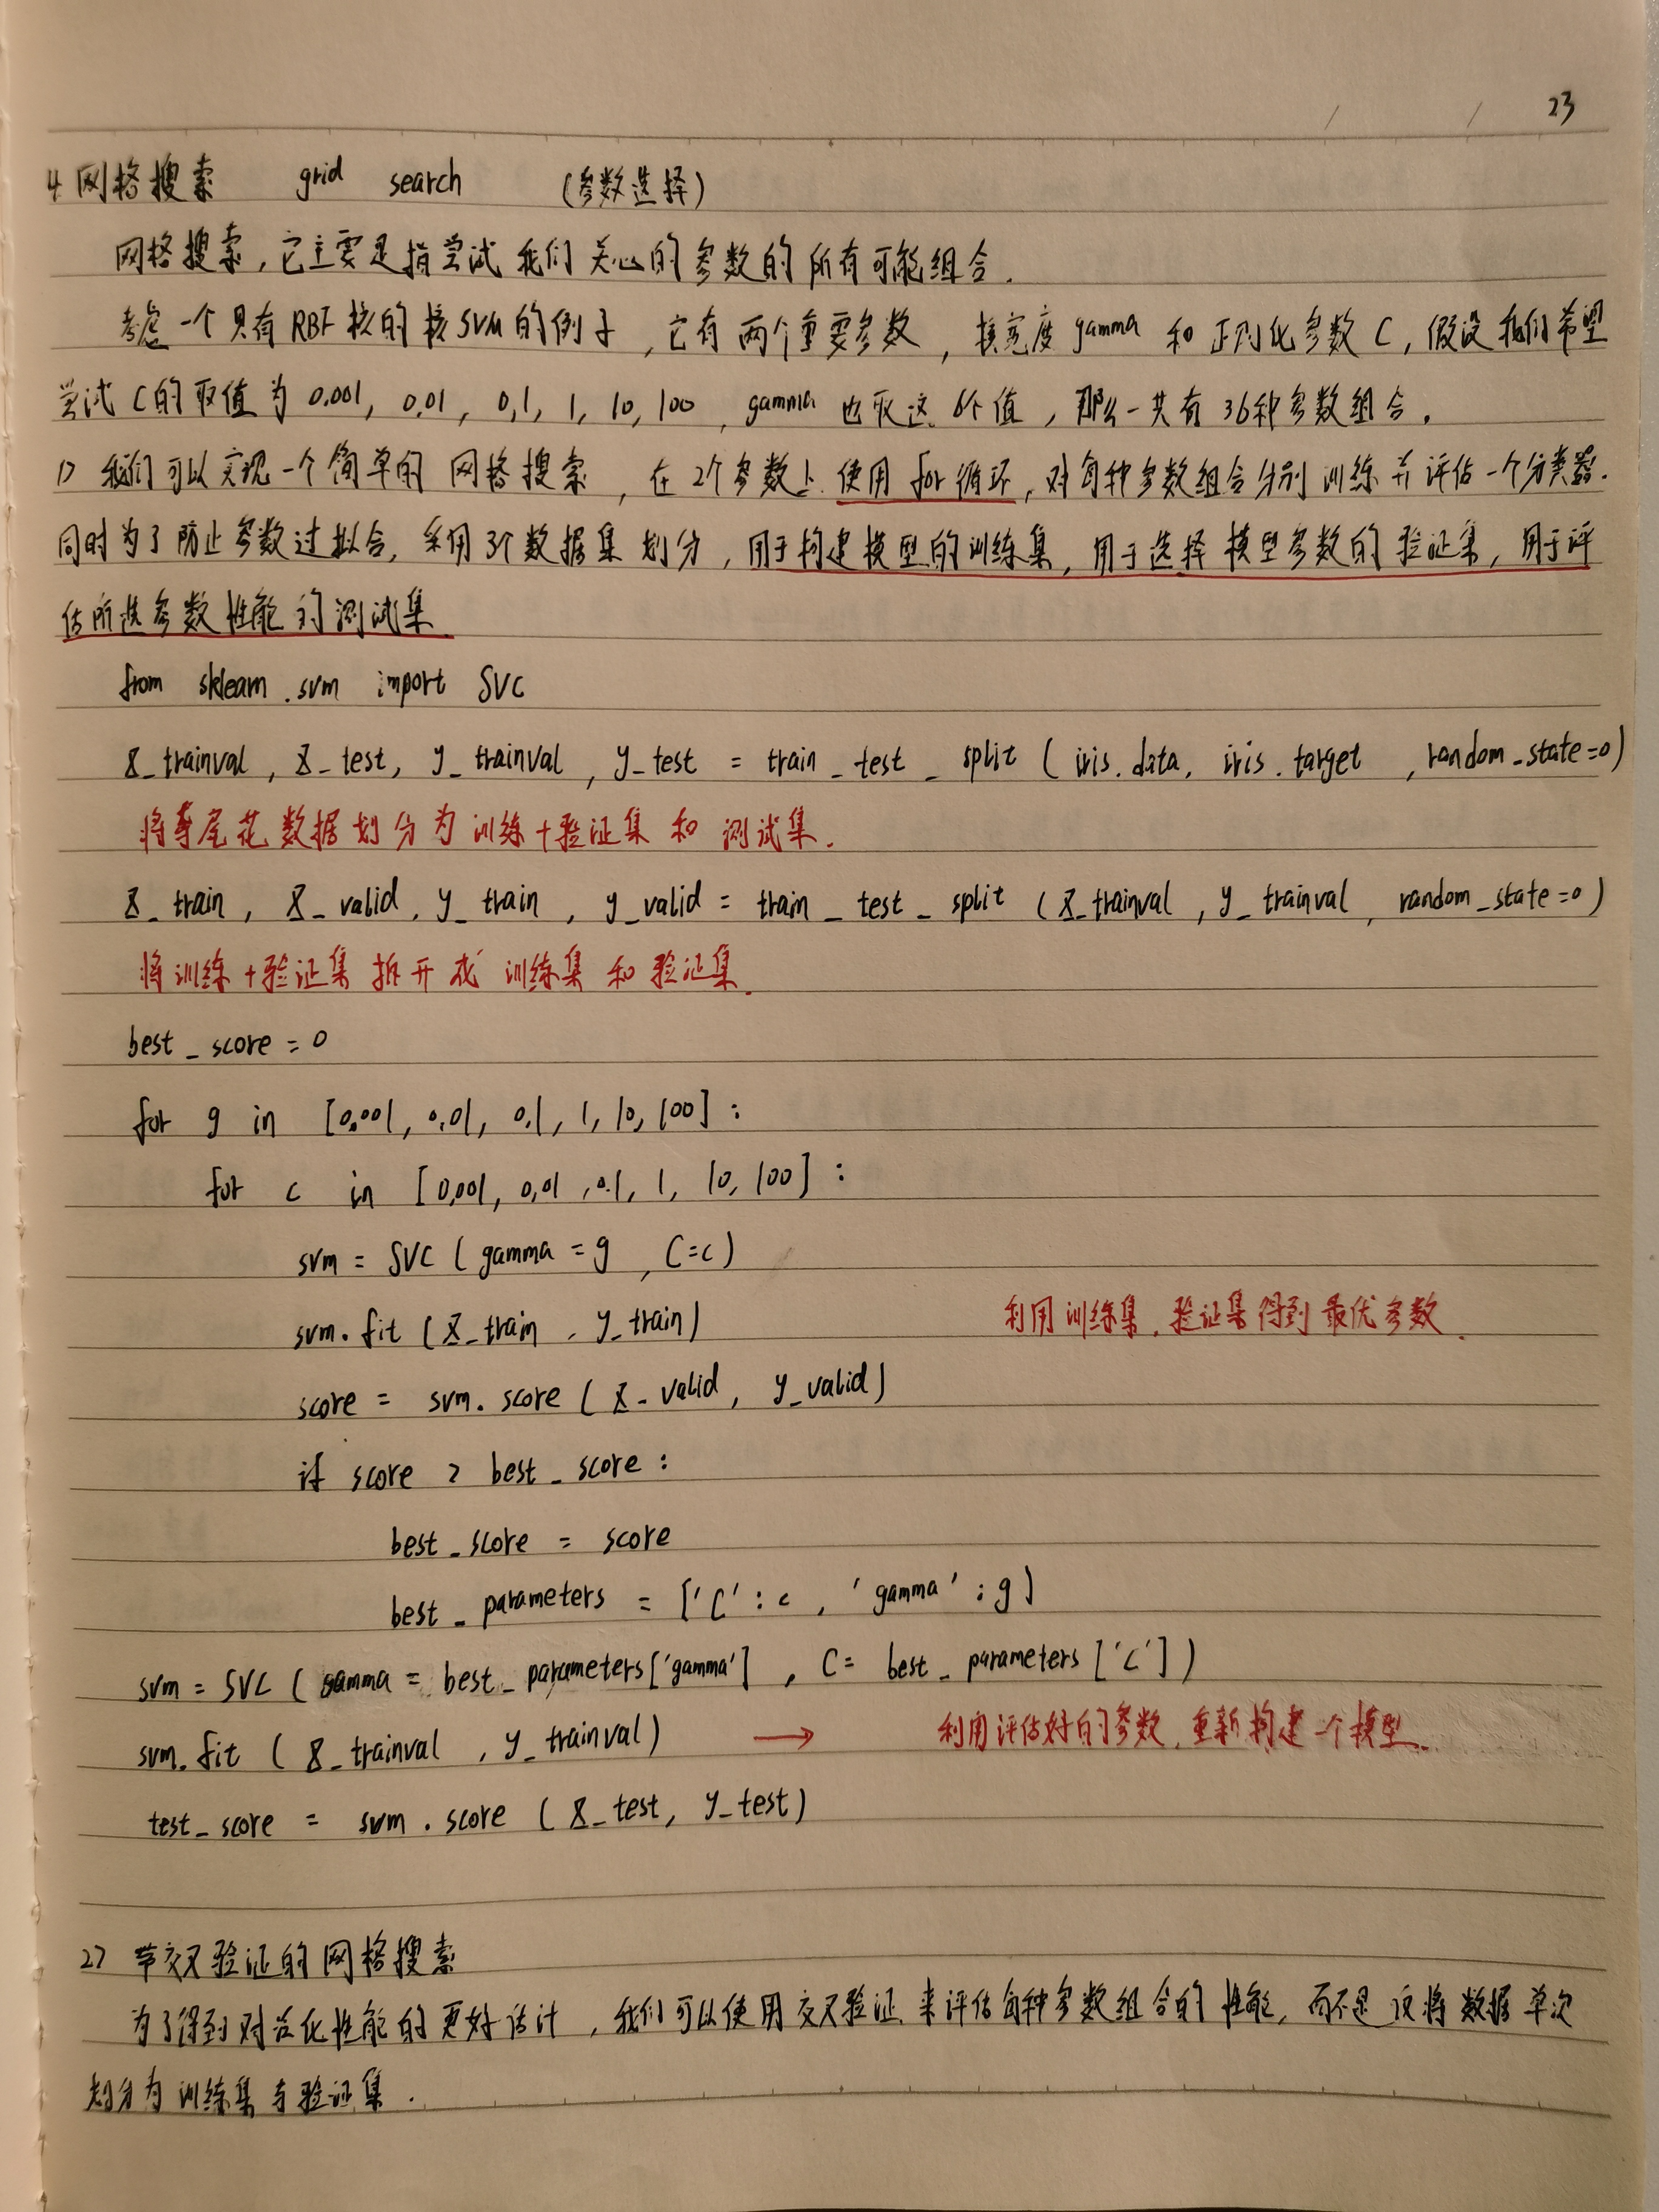 23
4. 网格搜索 grid search (参数选择)
网格搜索,它主要是指尝试我们关心的参数的所有可能组合.
考虑一个具有RBF核的核SVM的例子,它有两个重要参数,核宽度gamma和正则化参数C,假设我们希望
尝试C的取值为0.001, 0.01, 0.1, 1, 10, 100, gamma也取这6个值,那么一共有36种参数组合.
1> 我们可以实现一个简单的网格搜索,在2个参数上使用for循环,对每种参数组合分别训练并评估一个分类器.
同时为了防止参数过拟合,采用3个数据集划分,用于构建模型的训练集,用于选择模型参数的验证集,用于评
估所选参数性能的测试集.
from sklearn.svm import SVC
X_trainval, X_test, y_trainval, y_test = train_test_split (iris.data, iris.target, random_state=0)
将鸢尾花数据划分为训练+验证集和测试集.
X_train, X_valid, y_train, y_valid = train_test_split (X_trainval, y_trainval, random_state=0)
将训练+验证集拆开成训练集和验证集.
best_score = 0
for g in [0.001, 0.01, 0.1, 1, 10, 100] :
for c in [0.001, 0.01, 0.1, 1, 10, 100] :
svm = SVC (gamma = g, C=c)
svm.fit (X_train, y_train) 利用训练集,验证集得到最优参数.
score = svm.score (X_valid, y_valid)
if score > best_score :
best_score = score
best_parameters = ['C' : c, 'gamma' : g]
svm = SVC (gamma = best_parameters['gamma'], C = best_parameters['C'])
svm.fit (X_trainval, y_trainval) → 利用评估好的参数,重新构建一个模型.
test_score = svm.score (X_test, y_test)
2> 带交叉验证的网格搜索
为了得到对泛化性能的更好估计,我们可以使用交叉验证来评估每种参数组合的性能,而不是仅将数据单次
划分为训练集与验证集.